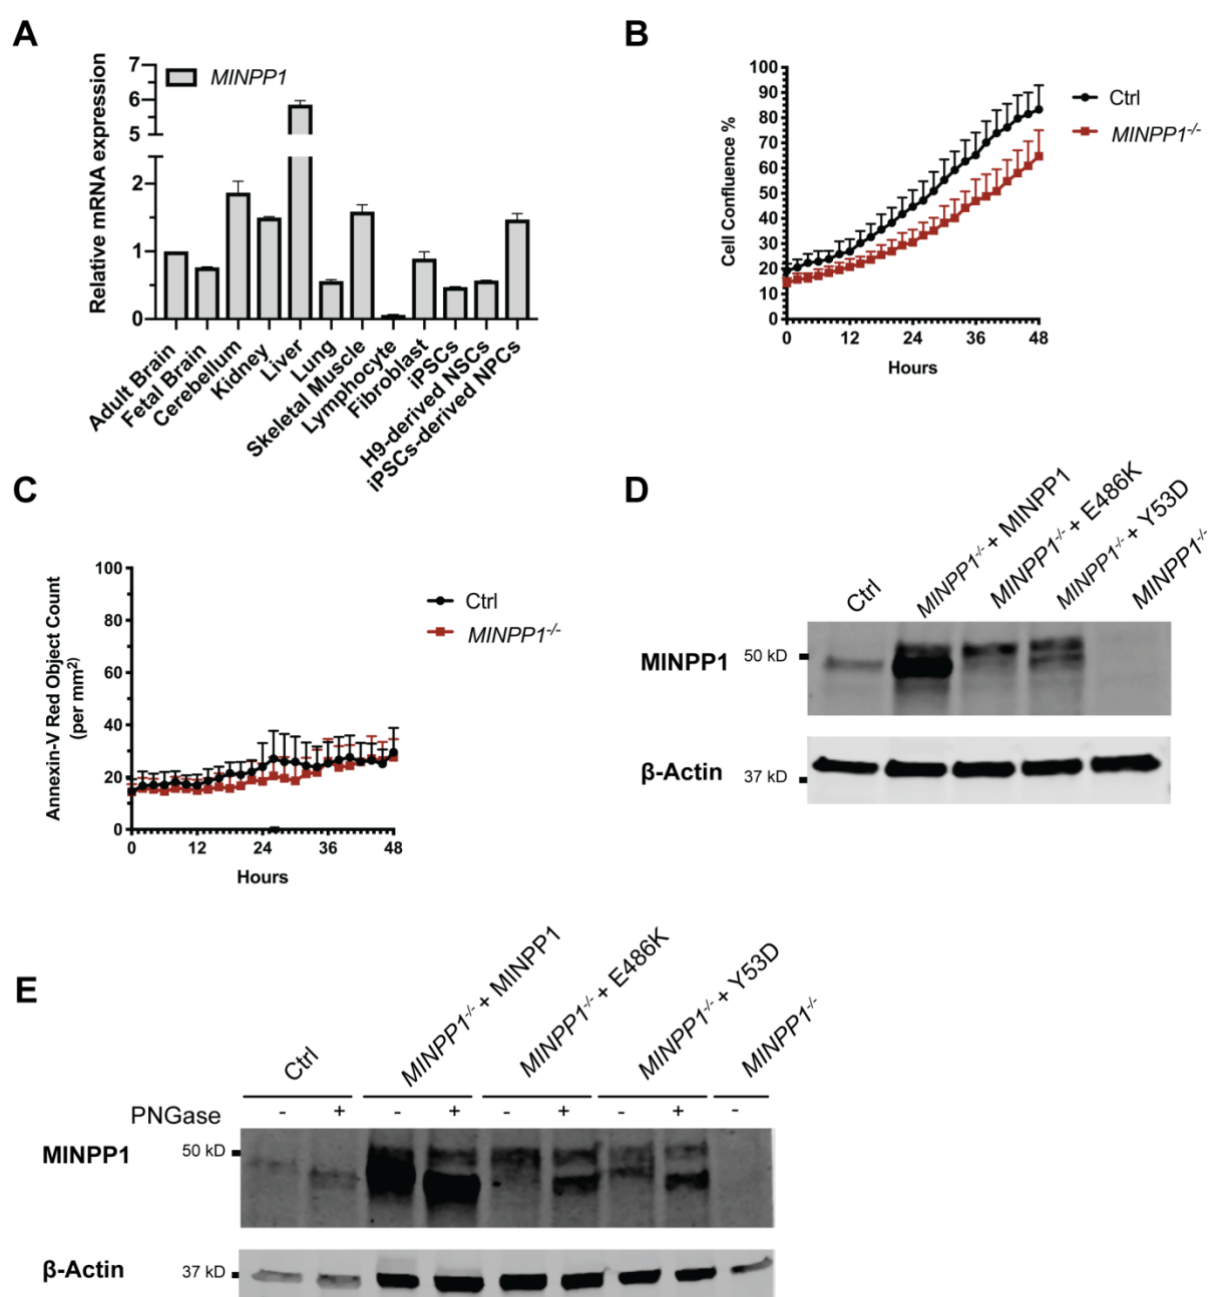 A
Relative mRNA expression
7
6
5
2
1
0
MINPP1
Adult Brain
Fetal Brain
Cerebellum
Kidney
Liver
Lung
Skeletal Muscle
Lymphocyte
Fibroblast
iPSCs
H9-derived NSCs
iPSCs-derived NPCs
B
Cell Confluence %
100
90
80
70
60
50
40
30
20
10
0
0 12 24 36 48
Hours
Ctrl
MINPP1-/-
C
Annexin-V Red Object Count
(per mm2)
100
80
60
40
20
0
0 12 24 36 48
Hours
Ctrl
MINPP1-/-
D
Ctrl
MINPP1-/- + MINPP1
MINPP1-/- + E486K
MINPP1-/- + Y53D
MINPP1-/-
MINPP1 50 kD
β-Actin 37 kD
E
Ctrl
MINPP1-/- + MINPP1
MINPP1-/- + E486K
MINPP1-/- + Y53D
MINPP1-/-
PNGase - + - + - + - + -
MINPP1 50 kD
β-Actin 37 kD